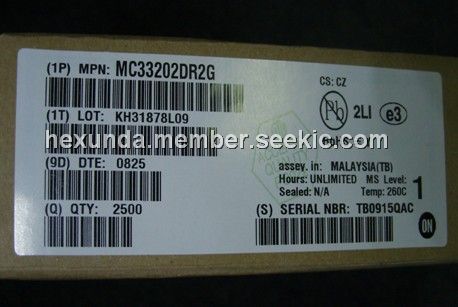 (1P) MPN: MC33202DR2G
CS: CZ
(1T) LOT: KH31878L09
Pb
2LI
e3
hexunda.member.seekic.com
(9D) DTE: 0825
assey. in: MALAYSIA(TB)
Hours: UNLIMITED MS Level:
1
Sealed: N/A Temp: 260C
(Q) QTY: 2500
(S) SERIAL NBR: TB0915QAC
ON